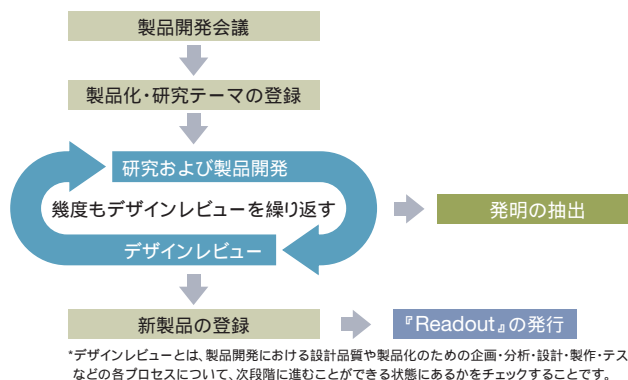 製品開発会議
製品化・研究テーマの登録
研究および製品開発
幾度もデザインレビューを繰り返す
発明の抽出
デザインレビュー
新製品の登録
『Readout』の発行
*デザインレビューとは、製品開発における設計品質や製品化のための企画・分析・設計・製作・テス
などの各プロセスについて、次段階に進むことができる状態にあるかをチェックすることです。